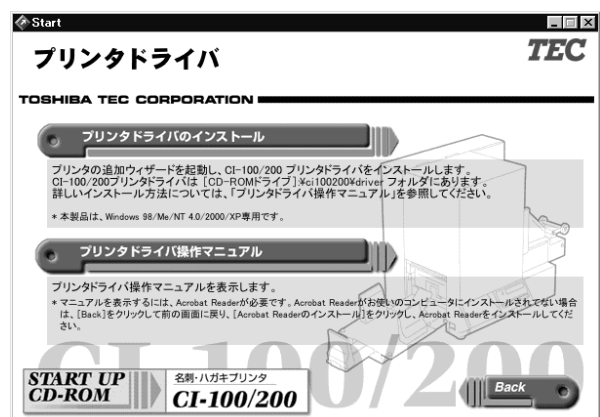 Start
プリンタドライバ
TEC
TOSHIBA TEC CORPORATION
プリンタドライバのインストール
プリンタの追加ウィザードを起動し、CI-100/200 プリンタドライバをインストールします。
CI-100/200プリンタドライバは [CD-ROMドライブ]:¥ci100200¥driver フォルダにあります。
詳しいインストール方法については、「プリンタドライバ操作マニュアル」を参照してください。
* 本製品は、Windows 98/Me/NT 4.0/2000/XP専用です。
プリンタドライバ操作マニュアル
プリンタドライバ操作マニュアルを表示します。
* マニュアルを表示するには、Acrobat Readerが必要です。Acrobat Readerがお使いのコンピュータにインストールされてない場合
は、[Back]をクリックして前の画面に戻り、[Acrobat Readerのインストール]をクリックし、Acrobat Readerをインストールしてくだ
さい。
CI-100/200
START UP
CD-ROM
名刺・ハガキプリンタ
CI-100/200
Back